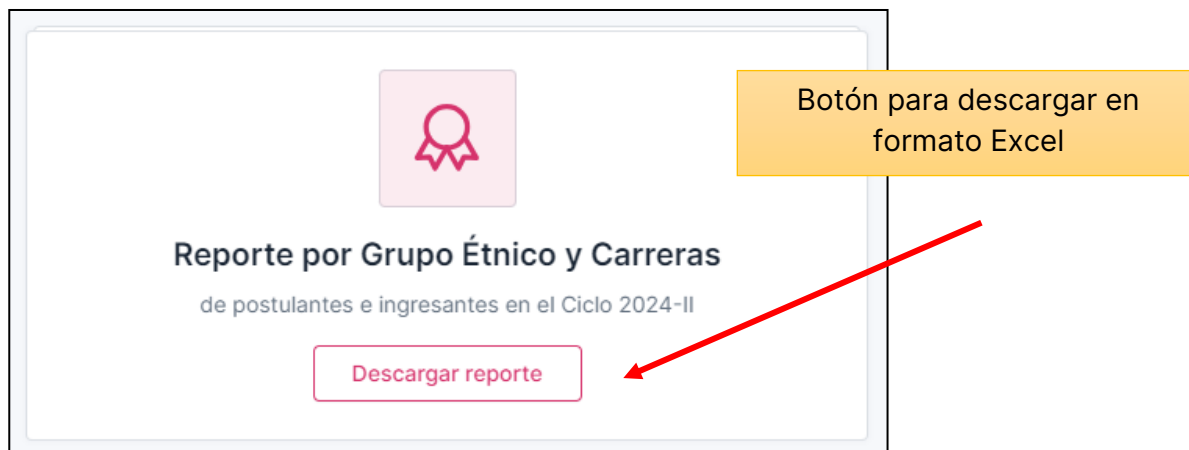 Botón para descargar en
formato Excel
Reporte por Grupo Étnico y Carreras
de postulantes e ingresantes en el Ciclo 2024-II
Descargar reporte